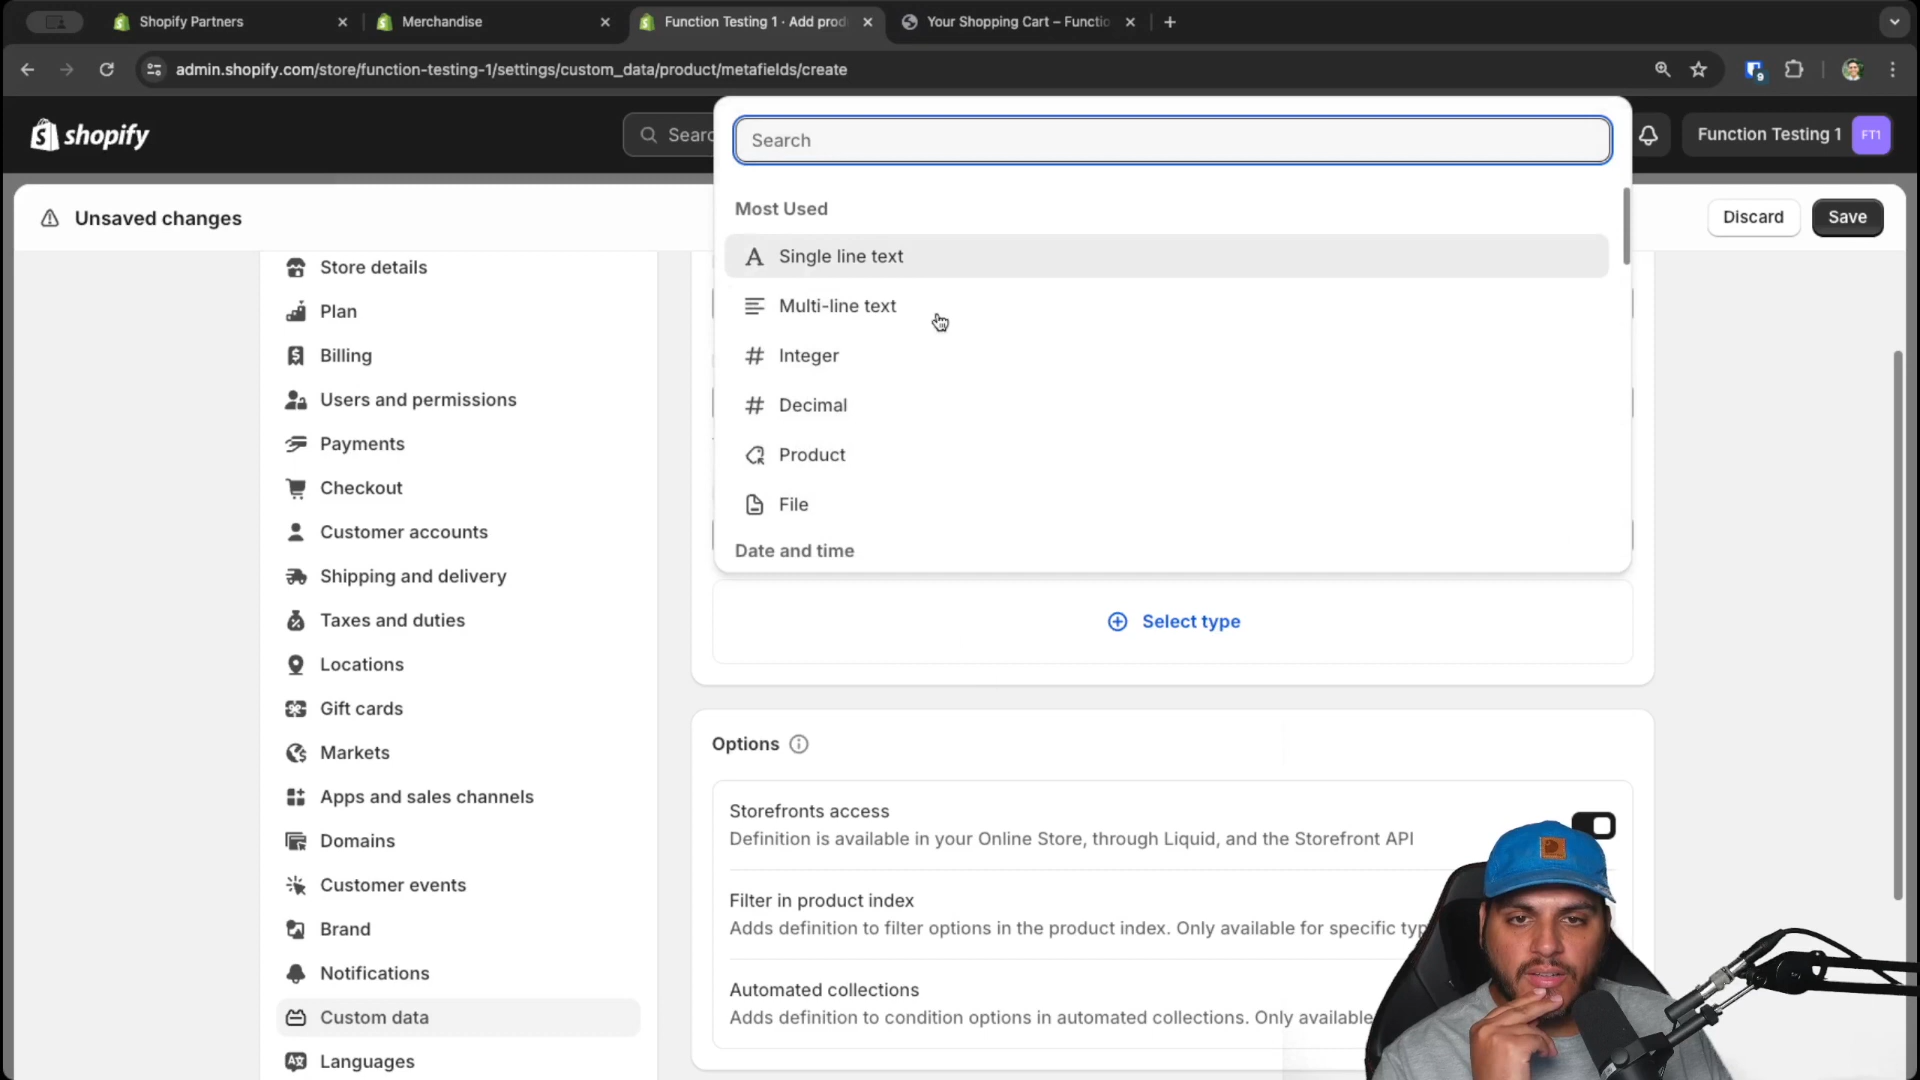 Shopify Partners
Merchandise
Function Testing 1 · Add prod
Your Shopping Cart – Functio
admin.shopify.com/store/function-testing-1/settings/custom_data/product/metafields/create
9
shopify
Sear
Search
Function Testing 1
FT1
Unsaved changes
Discard
Save
Most Used
Single line text
Multi-line text
Integer
Decimal
Product
File
Date and time
Select type
Store details
Plan
Billing
Users and permissions
Payments
Checkout
Customer accounts
Shipping and delivery
Taxes and duties
Locations
Gift cards
Markets
Apps and sales channels
Domains
Customer events
Brand
Notifications
Custom data
Languages
Options
Storefronts access
Definition is available in your Online Store, through Liquid, and the Storefront API
Filter in product index
Adds definition to filter options in the product index. Only available for specific typ
Automated collections
Adds definition to condition options in automated collections. Only available